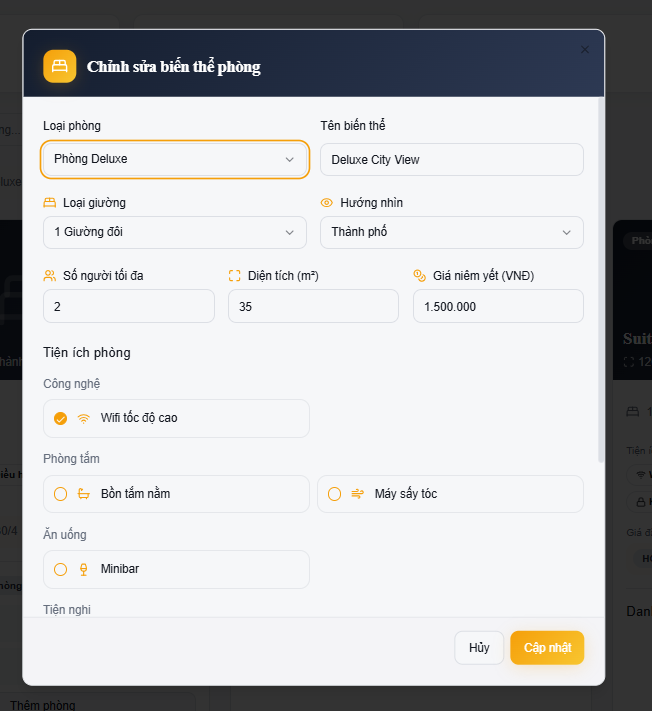 Chỉnh sửa biến thể phòng
Loại phòng
Tên biến thể
Phòng Deluxe
Deluxe City View
Loại giường
Hướng nhìn
1 Giường đôi
Thành phố
Số người tối đa
Diện tích (m²)
Giá niêm yết (VNĐ)
2
35
1.500.000
Tiện ích phòng
Công nghệ
Wifi tốc độ cao
Phòng tắm
Bồn tắm nằm
Máy sấy tóc
Ăn uống
Minibar
Tiện nghi
Hủy
Cập nhật
Thêm phòng